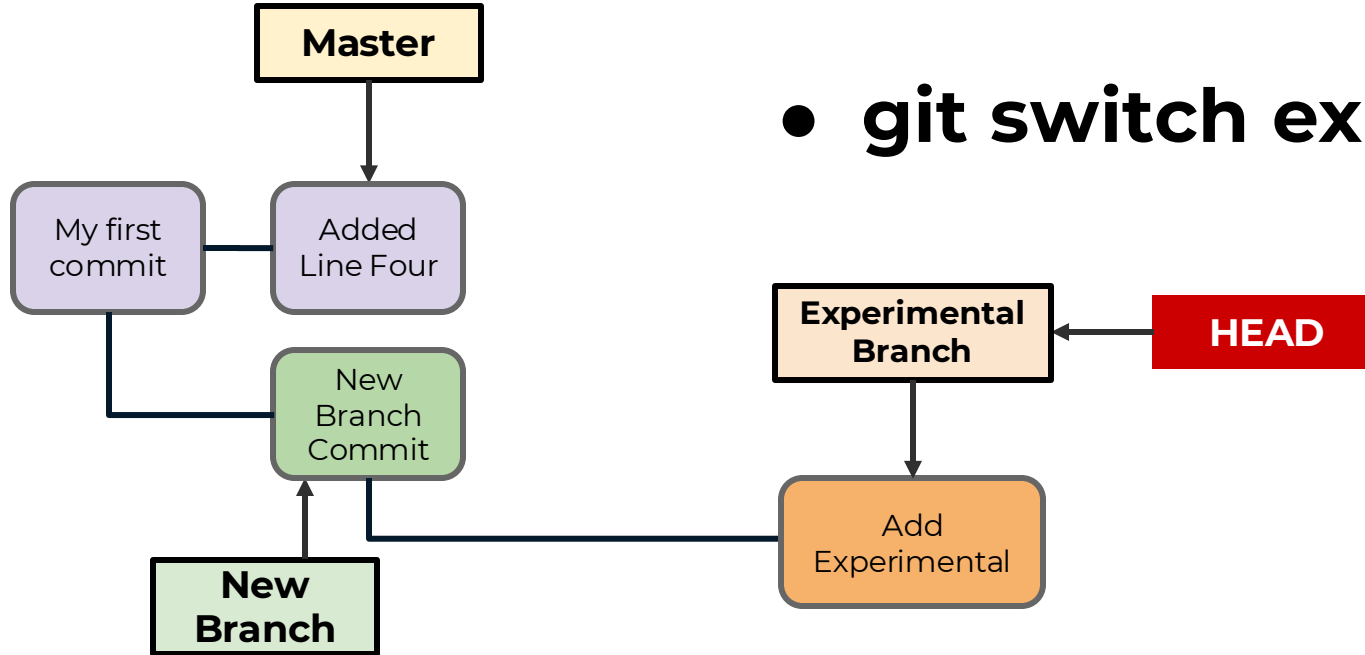 Master
● git switch ex
My first
commit
Added
Line Four
Experimental
Branch
HEAD
New
Branch
Commit
Add
Experimental
New
Branch